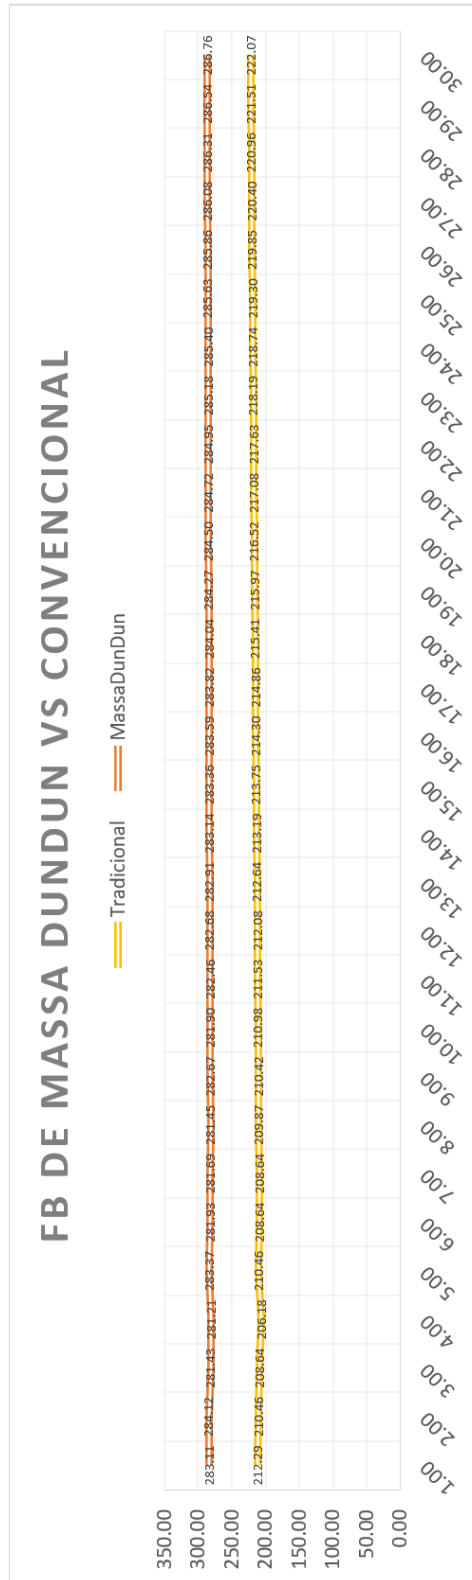 FB DE MASSA DUNDUN VS CONVENCIONAL
Tradicional MassaDunDun
350.00
300.00
250.00
200.00
150.00
100.00
50.00
0.00
283.11 284.12 281.43 281.21 283.37 281.93 281.69 281.45 282.67 281.90 282.46 282.68 282.91 283.14 283.36 283.59 283.82 284.04 284.27 284.50 284.72 284.95 285.18 285.40 285.63 285.86 286.08 286.31 286.54 286.76
212.29 210.46 208.64 206.18 210.46 208.64 208.64 209.87 210.42 210.98 211.53 212.08 212.64 213.19 213.75 214.30 214.86 215.41 215.97 216.52 217.08 217.63 218.19 218.74 219.30 219.85 220.40 220.96 221.51 222.07
1.00 2.00 3.00 4.00 5.00 6.00 7.00 8.00 9.00 10.00 11.00 12.00 13.00 14.00 15.00 16.00 17.00 18.00 19.00 20.00 21.00 22.00 23.00 24.00 25.00 26.00 27.00 28.00 29.00 30.00